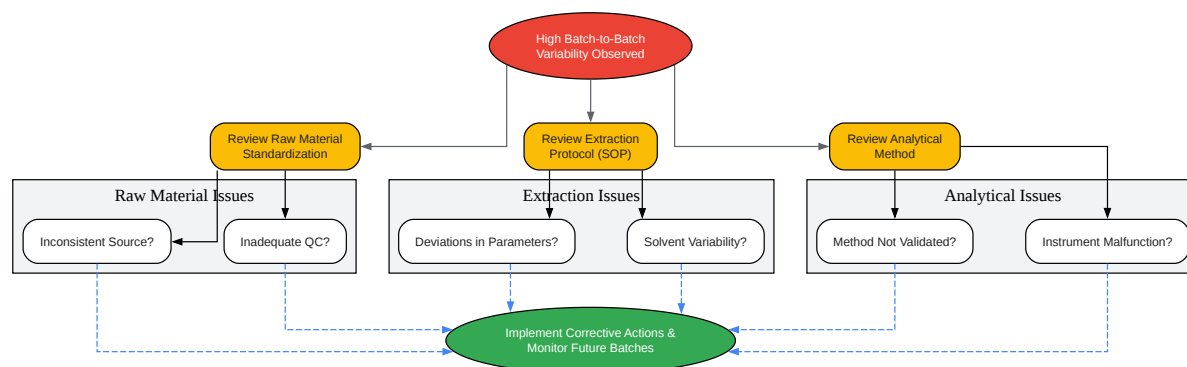 High Batch-to-Batch
Variability Observed
Review Raw Material
Standardization
Review Extraction
Protocol (SOP)
Review Analytical
Method
Raw Material Issues
Extraction Issues
Analytical Issues
Inconsistent Source?
Inadequate QC?
Deviations in Parameters?
Solvent Variability?
Method Not Validated?
Instrument Malfunction?
Implement Corrective Actions &
Monitor Future Batches